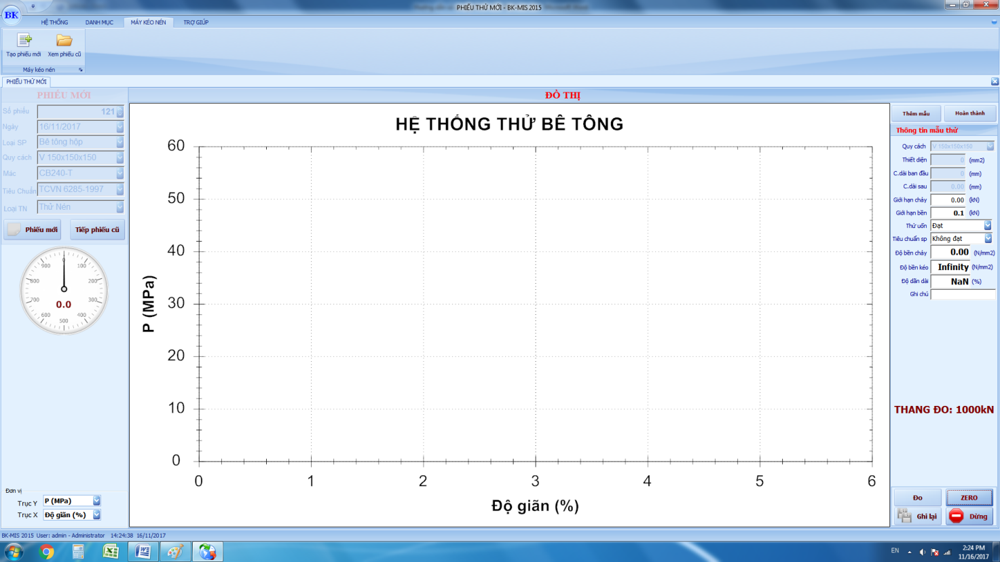 PHIẾU THỬ MỚI - BK-MIS 2015
BK
HỆ THỐNG
DANH MỤC
MÁY KÉO NÉN
TRỢ GIÚP
Tạo phiếu mới
Xem phiếu cũ
Máy kéo nén
PHIẾU THỬ MỚI
PHIẾU MỚI
Số phiếu 121
Ngày 16/11/2017
Loại SP Bê tông hộp
Quy cách V 150x150x150
Mác CB240-T
Tiêu Chuẩn TCVN 6285-1997
Loại TN Thử Nén
Phiếu mới
Tiếp phiếu cũ
0
100
200
300
400
500
600
700
800
900
0.0
Đơn vị
Trục Y P (MPa)
Trục X Độ giãn (%)
ĐỒ THỊ
HỆ THỐNG THỬ BÊ TÔNG
60
50
40
30
20
10
0
P (MPa)
0 1 2 3 4 5 6
Độ giãn (%)
Thêm mẫu
Hoàn thành
Thông tin mẫu thử
Quy cách V 150x150x150
Thiết diện 0 (mm2)
C.dài ban đầu 0 (mm)
C.dài sau 0.00 (mm)
Giới hạn chảy 0.00 (kN)
Giới hạn bền 0.1 (kN)
Thử uốn Đạt
Tiêu chuẩn sp Không đạt
Độ bền chảy 0.00 (N/mm2)
Độ bền kéo Infinity (N/mm2)
Độ dãn dài NaN (%)
Ghi chú
THANG ĐO: 1000kN
Đo
ZERO
Ghi lại
Dừng
BK-MIS 2015 User: admin - Administrator 14:24:38 16/11/2017
EN
2:24 PM
11/16/2017